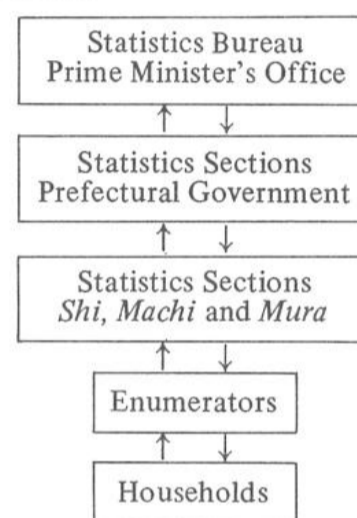 Statistics Bureau
Prime Minister's Office
Statistics Sections
Prefectural Government
Statistics Sections
Shi, Machi and Mura
Enumerators
Households